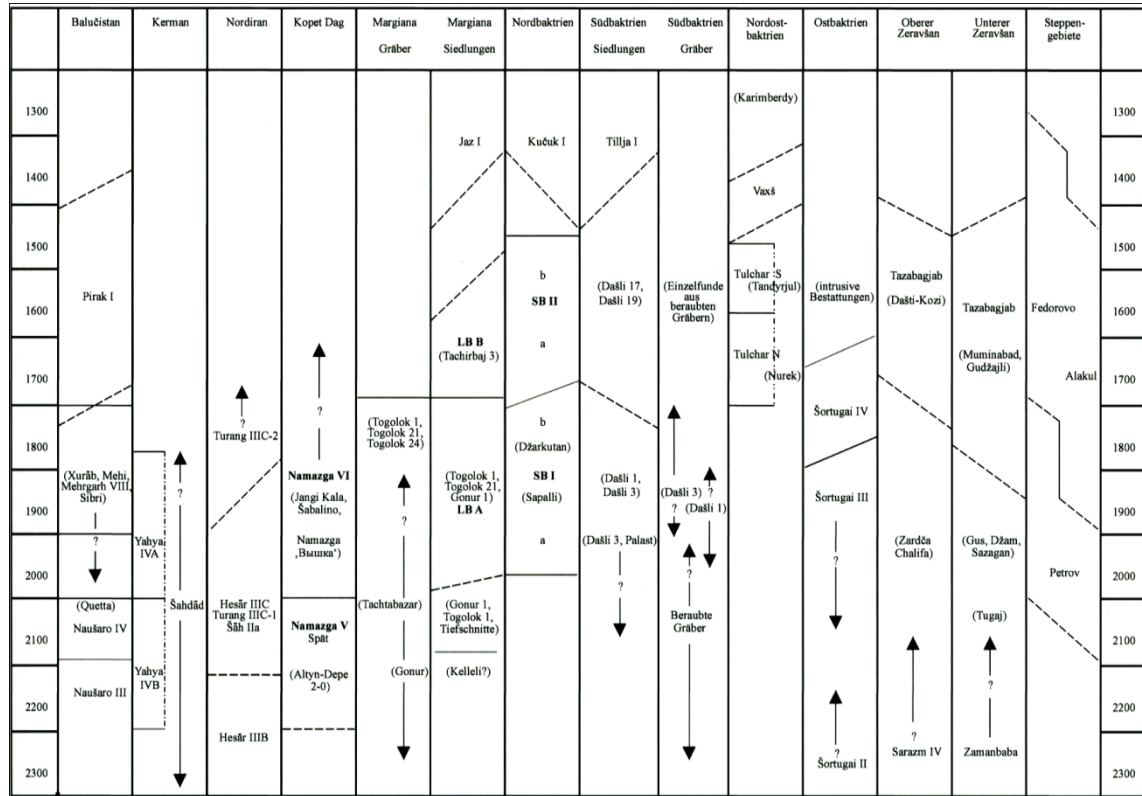 Balučistan
Kerman
Nordiran
Kopet Dag
Margiana
Gräber
Margiana
Siedlungen
Nordbaktrien
Südbaktrien
Siedlungen
Südbaktrien
Gräber
Nordost-
baktrien
Ostbaktrien
Oberer
Zeravšan
Unterer
Zeravšan
Steppen-
gebiete
1300
1400
1500
1600
1700
1800
1900
2000
2100
2200
2300
Pirak I
(Xurāb, Mehi,
Mehrgarh VIII,
Sibri)
?
(Quetta)
Naušaro IV
Naušaro III
Yahya
IVA
Yahya
IVB
?
Šahdād
?
Turang IIIC-2
Hesār IIIC
Turang IIIC-1
Šāh IIa
Hesār IIIB
?
Namazga VI
(Jangi Kala,
Šabalino,
Namazga
‚Вышка‘)
Namazga V
Spät
(Altyn-Depe
2-0)
(Togolok 1,
Togolok 21,
Togolok 24)
?
(Tachtabazar)
(Gonur)
?
Jaz I
LB B
(Tachirbaj 3)
(Togolok 1,
Togolok 21,
Gonur 1)
LB A
(Gonur 1,
Togolok 1,
Tiefschnitte)
(Kelleli?)
Kučuk I
b
SB II
a
b
(Džarkutan)
SB I
(Sapalli)
a
Tillja I
(Dašli 17,
Dašli 19)
(Dašli 1,
Dašli 3)
(Dašli 3, Palast)
?
(Einzelfunde
aus
beraubten
Gräbern)
?
(Dašli 3)
?
?
(Dašli 1)
?
Beraubte
Gräber
?
(Karimberdy)
Vaxš
Tulchar S
(Tandyrjul)
Tulchar N
(Nurek)
(intrusive
Bestattungen)
Šortugai IV
Šortugai III
?
?
Šortugai II
Tazabagjab
(Dašti-Kozi)
(Zardča
Chalifa)
?
Sarazm IV
Tazabagjab
(Muminabad,
Gudžajli)
(Gus, Džam,
Sazagan)
(Tugaj)
?
Zamanbaba
Fedorovo
Alakul
Petrov
1300
1400
1500
1600
1700
1800
1900
2000
2100
2200
2300